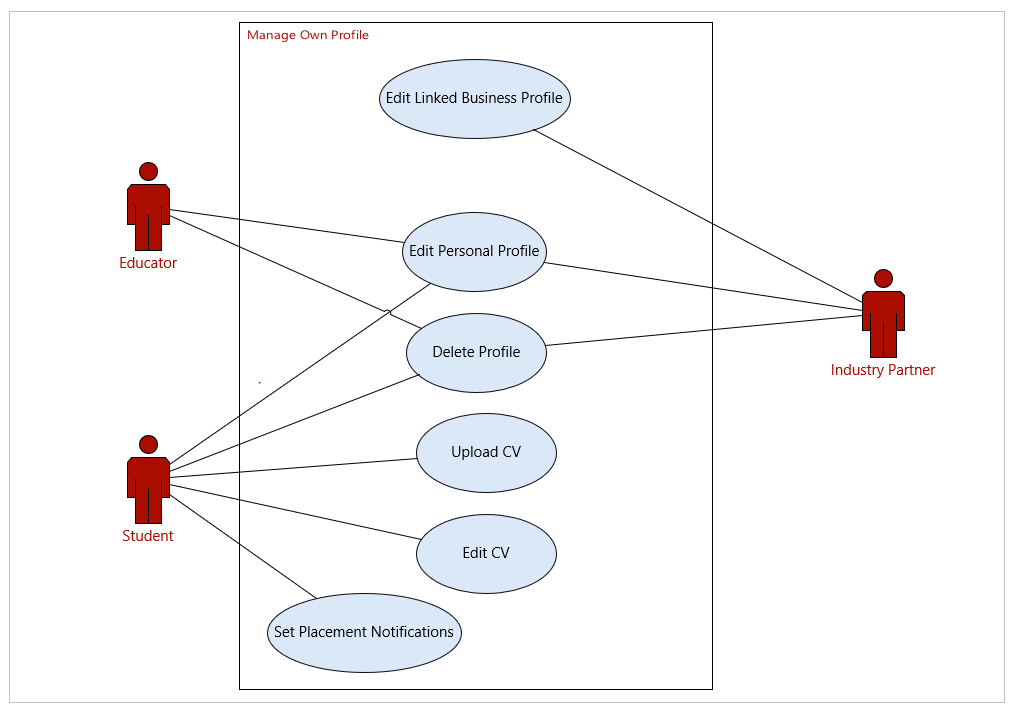 Manage Own Profile
Edit Linked Business Profile
Educator
Edit Personal Profile
Delete Profile
Industry Partner
Upload CV
Student
Edit CV
Set Placement Notifications